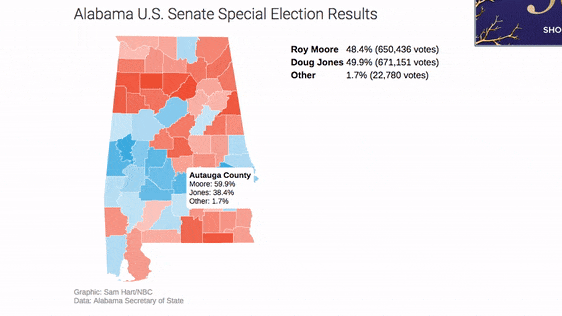 Alabama U.S. Senate Special Election Results
Roy Moore 48.4% (650,436 votes)
Doug Jones 49.9% (671,151 votes)
Other 1.7% (22,780 votes)
SHO
Autauga County
Moore: 59.9%
Jones: 38.4%
Other: 1.7%
Graphic: Sam Hart/NBC
Data: Alabama Secretary of State